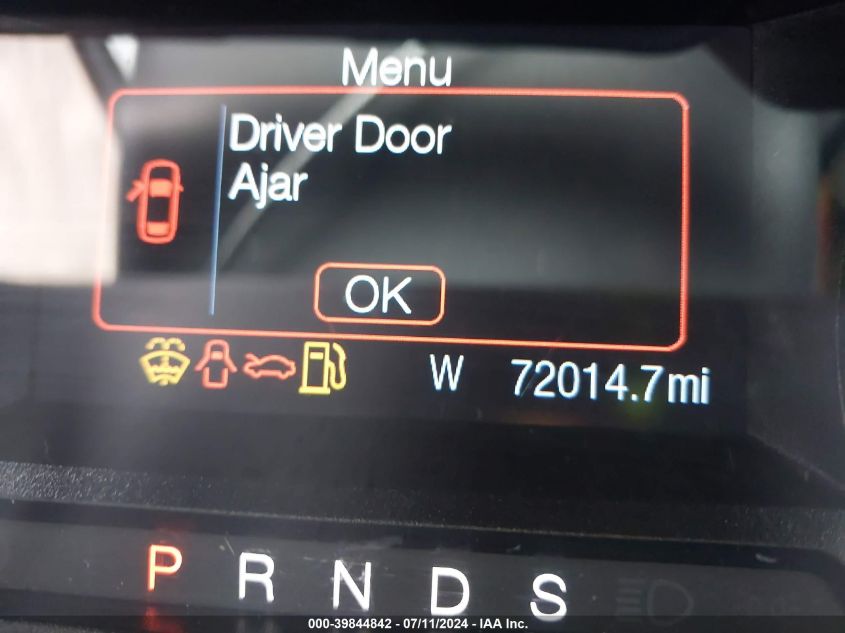 Menu
Driver Door
Ajar
OK
W 72014.7mi
P R N D S
000-39844842 - 07/11/2024 - IAA Inc.